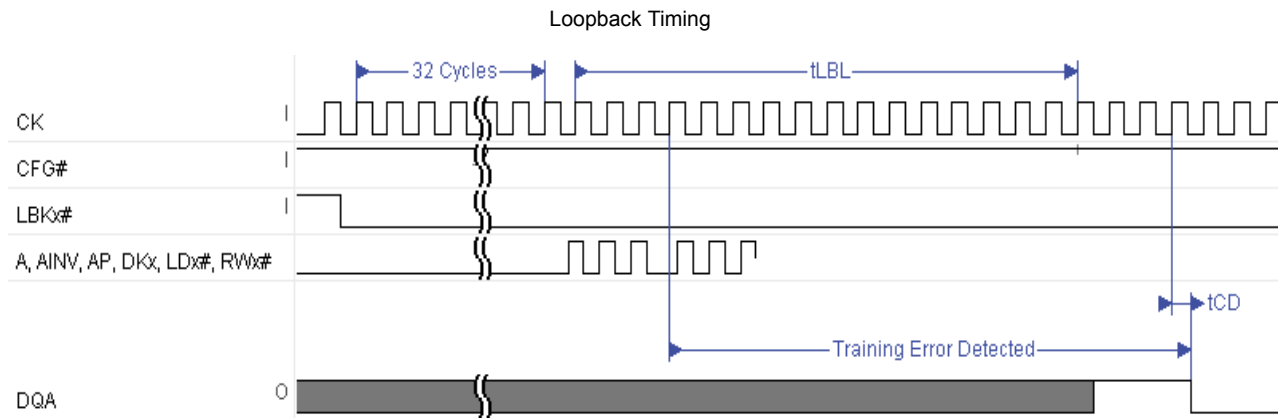 Loopback Timing
32 Cycles
tLBL
CK I
CFG# I
LBKx# I
A, AINV, AP, DKx, LDx#, RWx#
tCD
Training Error Detected
DQA O